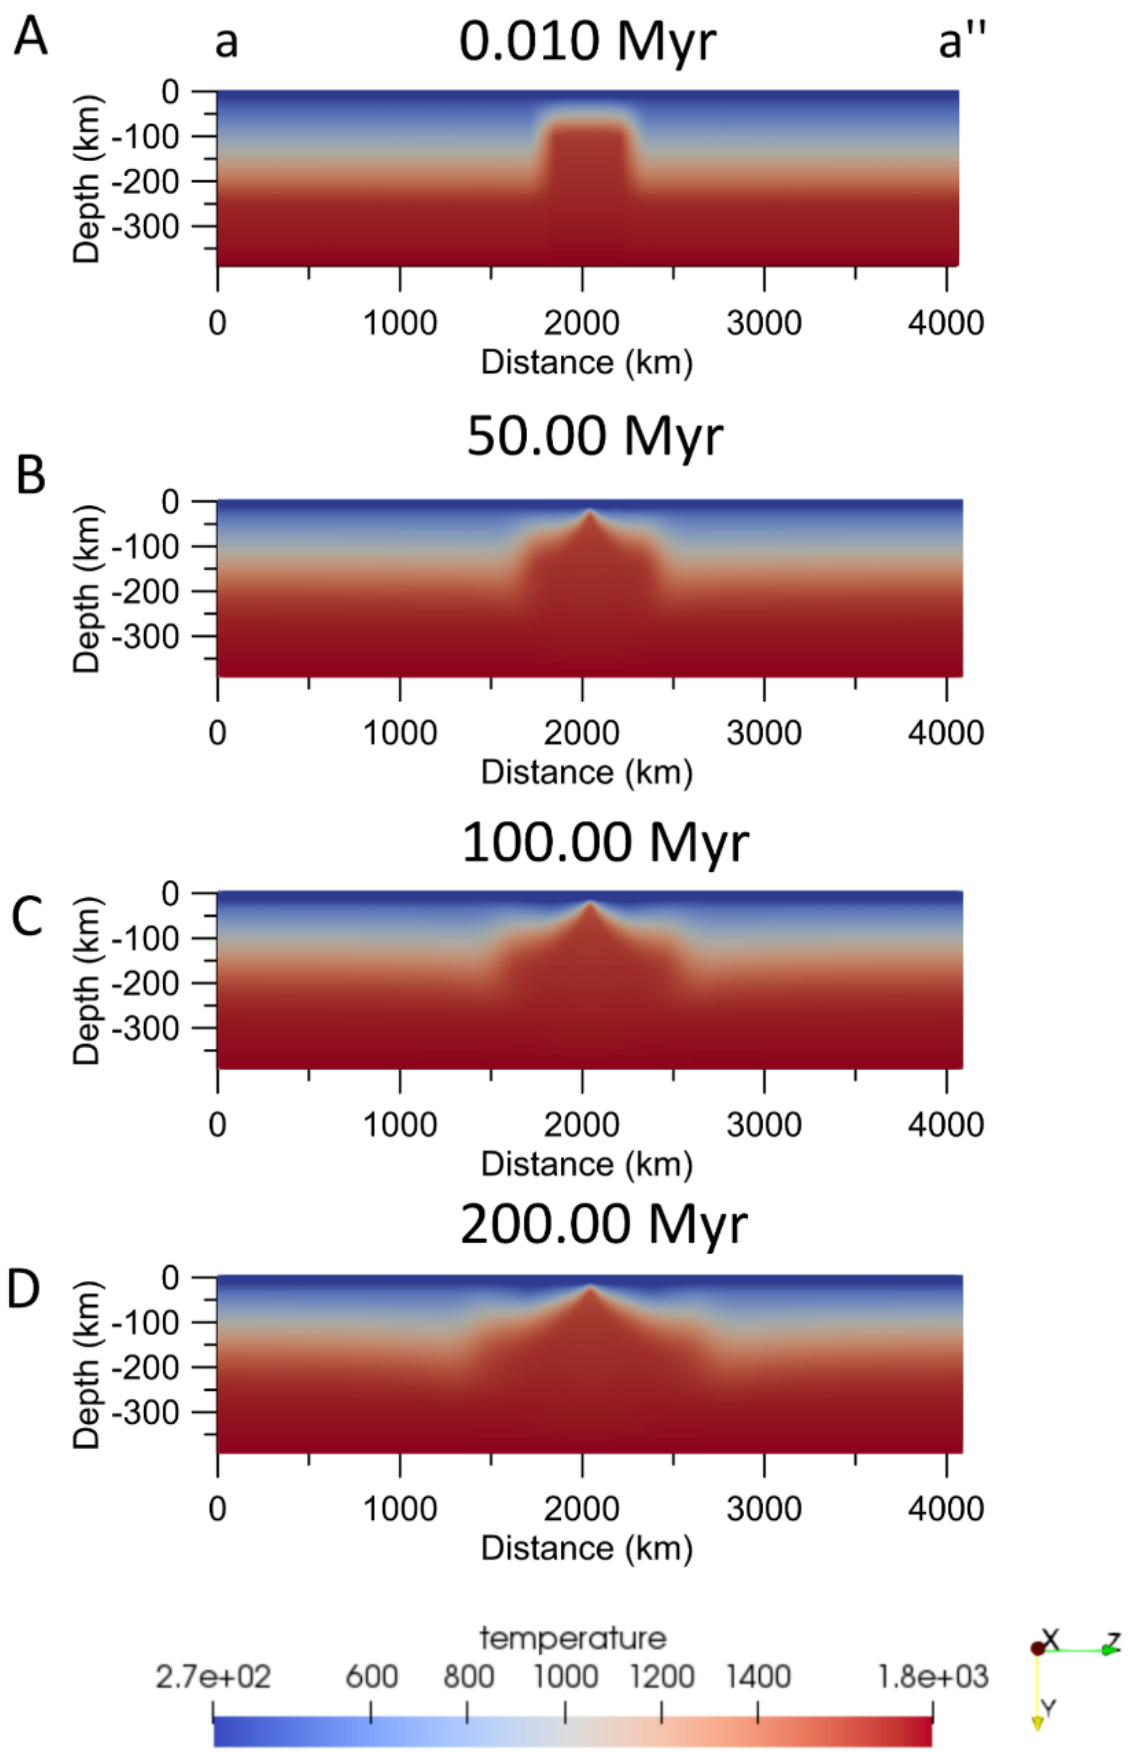 A a 0.010 Myr a''
0
-100
-200
-300
Depth (km)
0 1000 2000 3000 4000
Distance (km)
50.00 Myr
B
0
-100
-200
-300
Depth (km)
0 1000 2000 3000 4000
Distance (km)
100.00 Myr
C
0
-100
-200
-300
Depth (km)
0 1000 2000 3000 4000
Distance (km)
200.00 Myr
D
0
-100
-200
-300
Depth (km)
0 1000 2000 3000 4000
Distance (km)
temperature
2.7e+02 600 800 1000 1200 1400 1.8e+03
X Z
Y